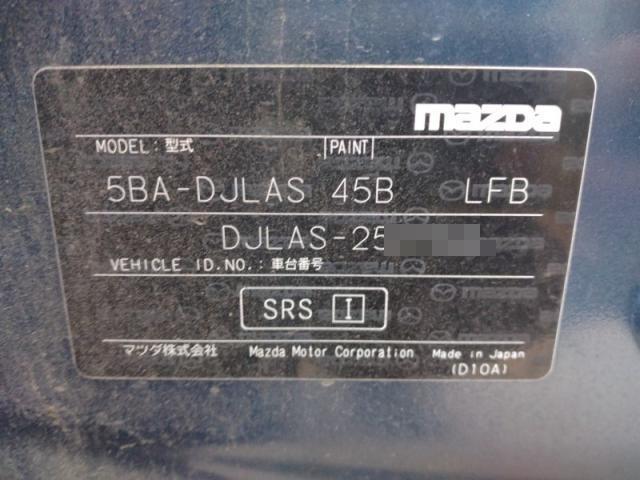 mazda
MODEL: 型式 |PAINT|
5BA-DJLAS 45B LFB
DJLAS-25
VEHICLE ID.NO.: 車台番号
SRS I
マツダ株式会社 Mazda Motor Corporation Made in Japan
(D10A)